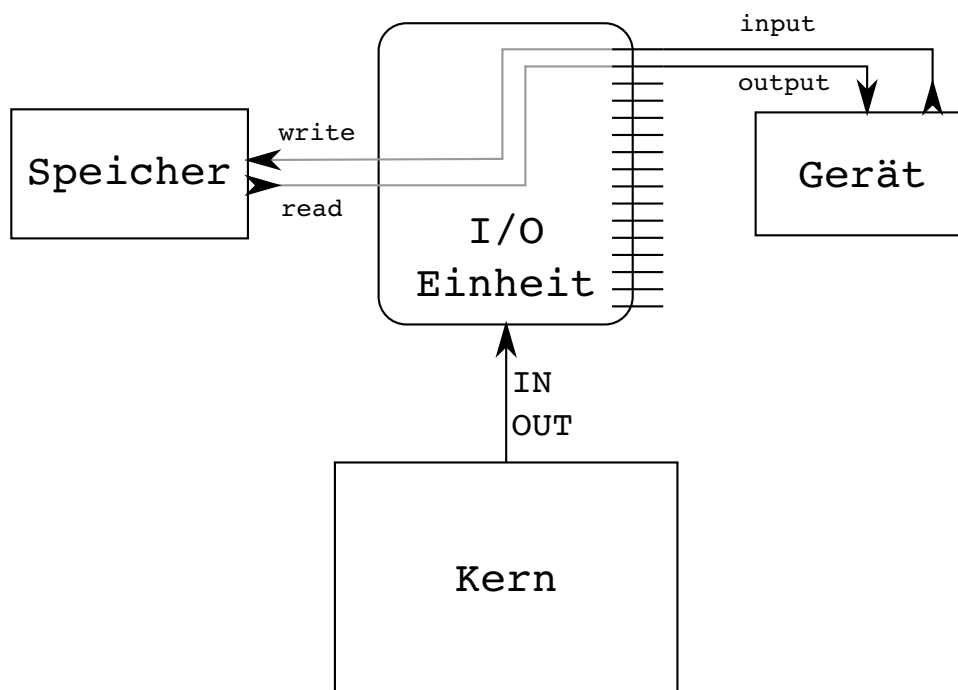 input
output
write
Speicher
read
Gerät
I/O
Einheit
IN
OUT
Kern